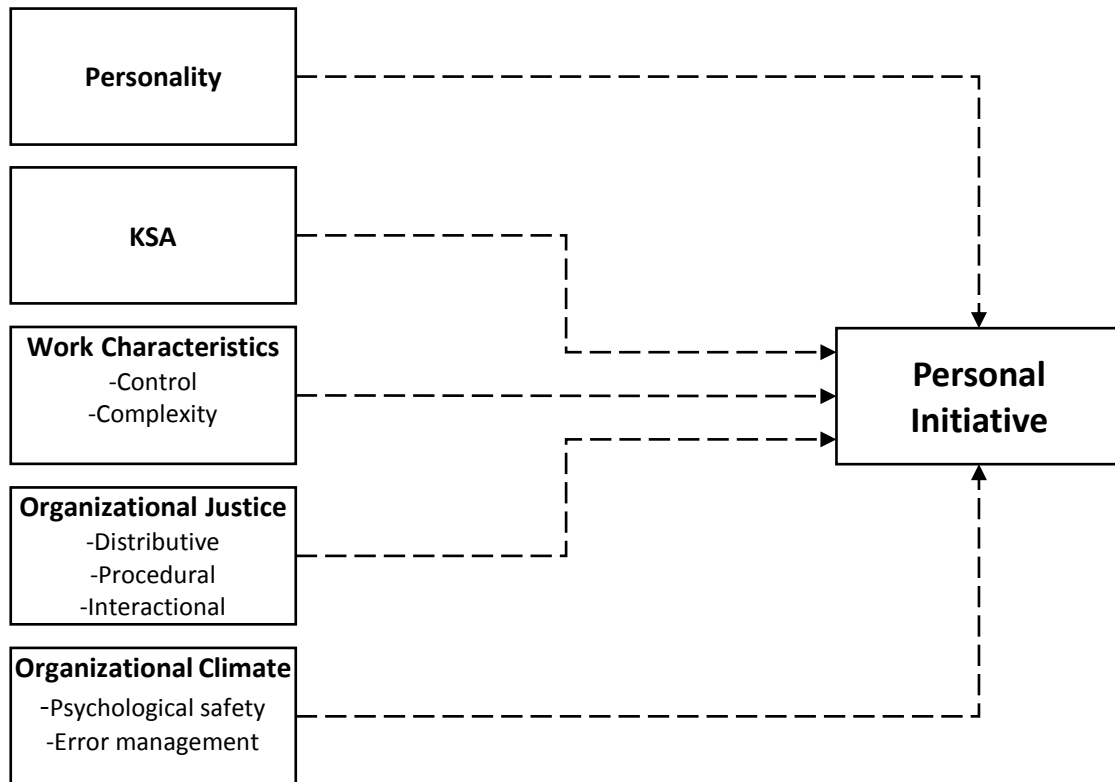 Personality
KSA
Work Characteristics
-Control
-Complexity
Organizational Justice
-Distributive
-Procedural
-Interactional
Organizational Climate
-Psychological safety
-Error management
Personal
Initiative